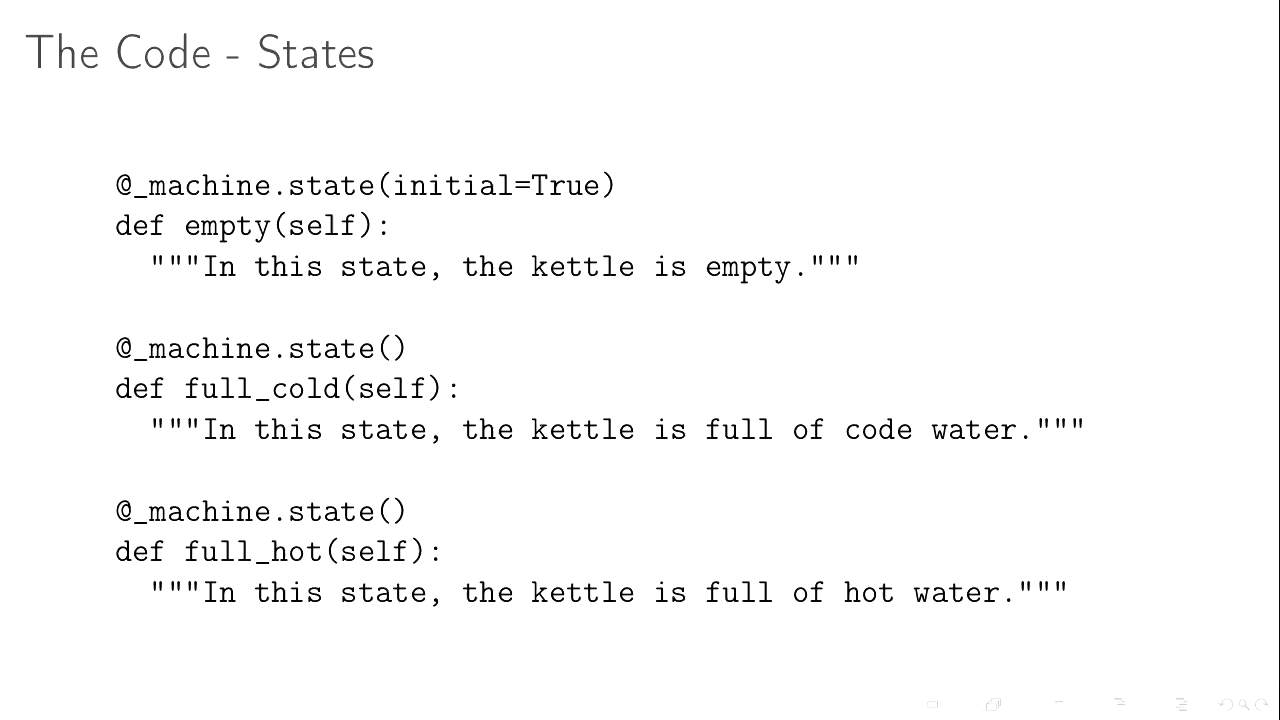 The Code - States
@_machine.state(initial=True)
def empty(self):
  """In this state, the kettle is empty."""
@_machine.state()
def full_cold(self):
  """In this state, the kettle is full of code water."""
@_machine.state()
def full_hot(self):
  """In this state, the kettle is full of hot water."""